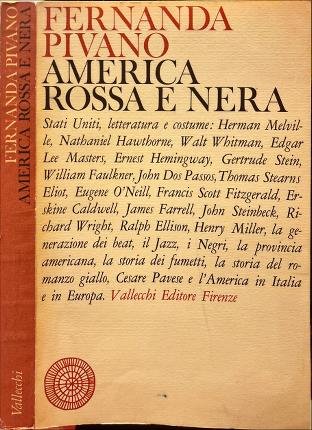 FERNANDA PIVANO
AMERICA ROSSA E NERA
Vallecchi
FERNANDA
PIVANO
AMERICA
ROSSA E NERA
Stati Uniti, letteratura e costume: Herman Melvil-
le, Nathaniel Hawthorne, Walt Whitman, Edgar
Lee Masters, Ernest Hemingway, Gertrude Stein,
William Faulkner, John Dos Passos, Thomas Stearns
Eliot, Eugene O'Neill, Francis Scott Fitzgerald, Er-
skine Caldwell, James Farrell, John Steinbeck, Ri-
chard Wright, Ralph Ellison, Henry Miller, la ge-
nerazione dei beat, il Jazz, i Negri, la provincia
americana, la storia dei fumetti, la storia del ro-
manzo giallo, Cesare Pavese e l'America in Italia
e in Europa. Vallecchi Editore Firenze